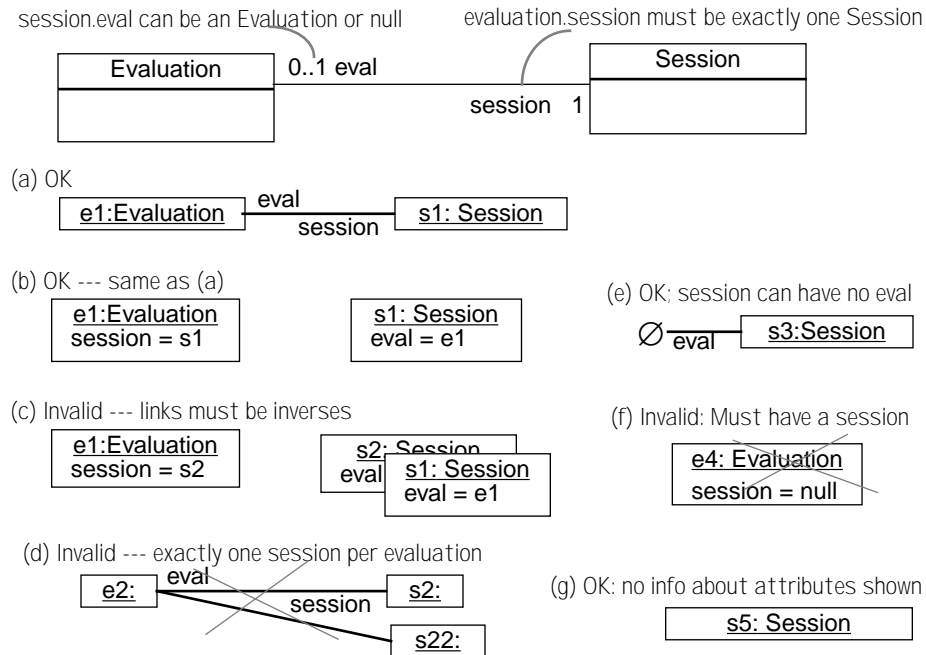 session.eval can be an Evaluation or null
evaluation.session must be exactly one Session
Evaluation
0..1 eval
Session
session 1
(a) OK
e1:Evaluation
eval
session
s1: Session
(b) OK --- same as (a)
e1:Evaluation
session = s1
s1: Session
eval = e1
(e) OK; session can have no eval
∅
eval
s3:Session
(c) Invalid --- links must be inverses
e1:Evaluation
session = s2
s2: Session
eval
s1: Session
eval = e1
(f) Invalid: Must have a session
e4: Evaluation
session = null
(d) Invalid --- exactly one session per evaluation
e2:
eval
session
s2:
s22:
(g) OK: no info about attributes shown
s5: Session